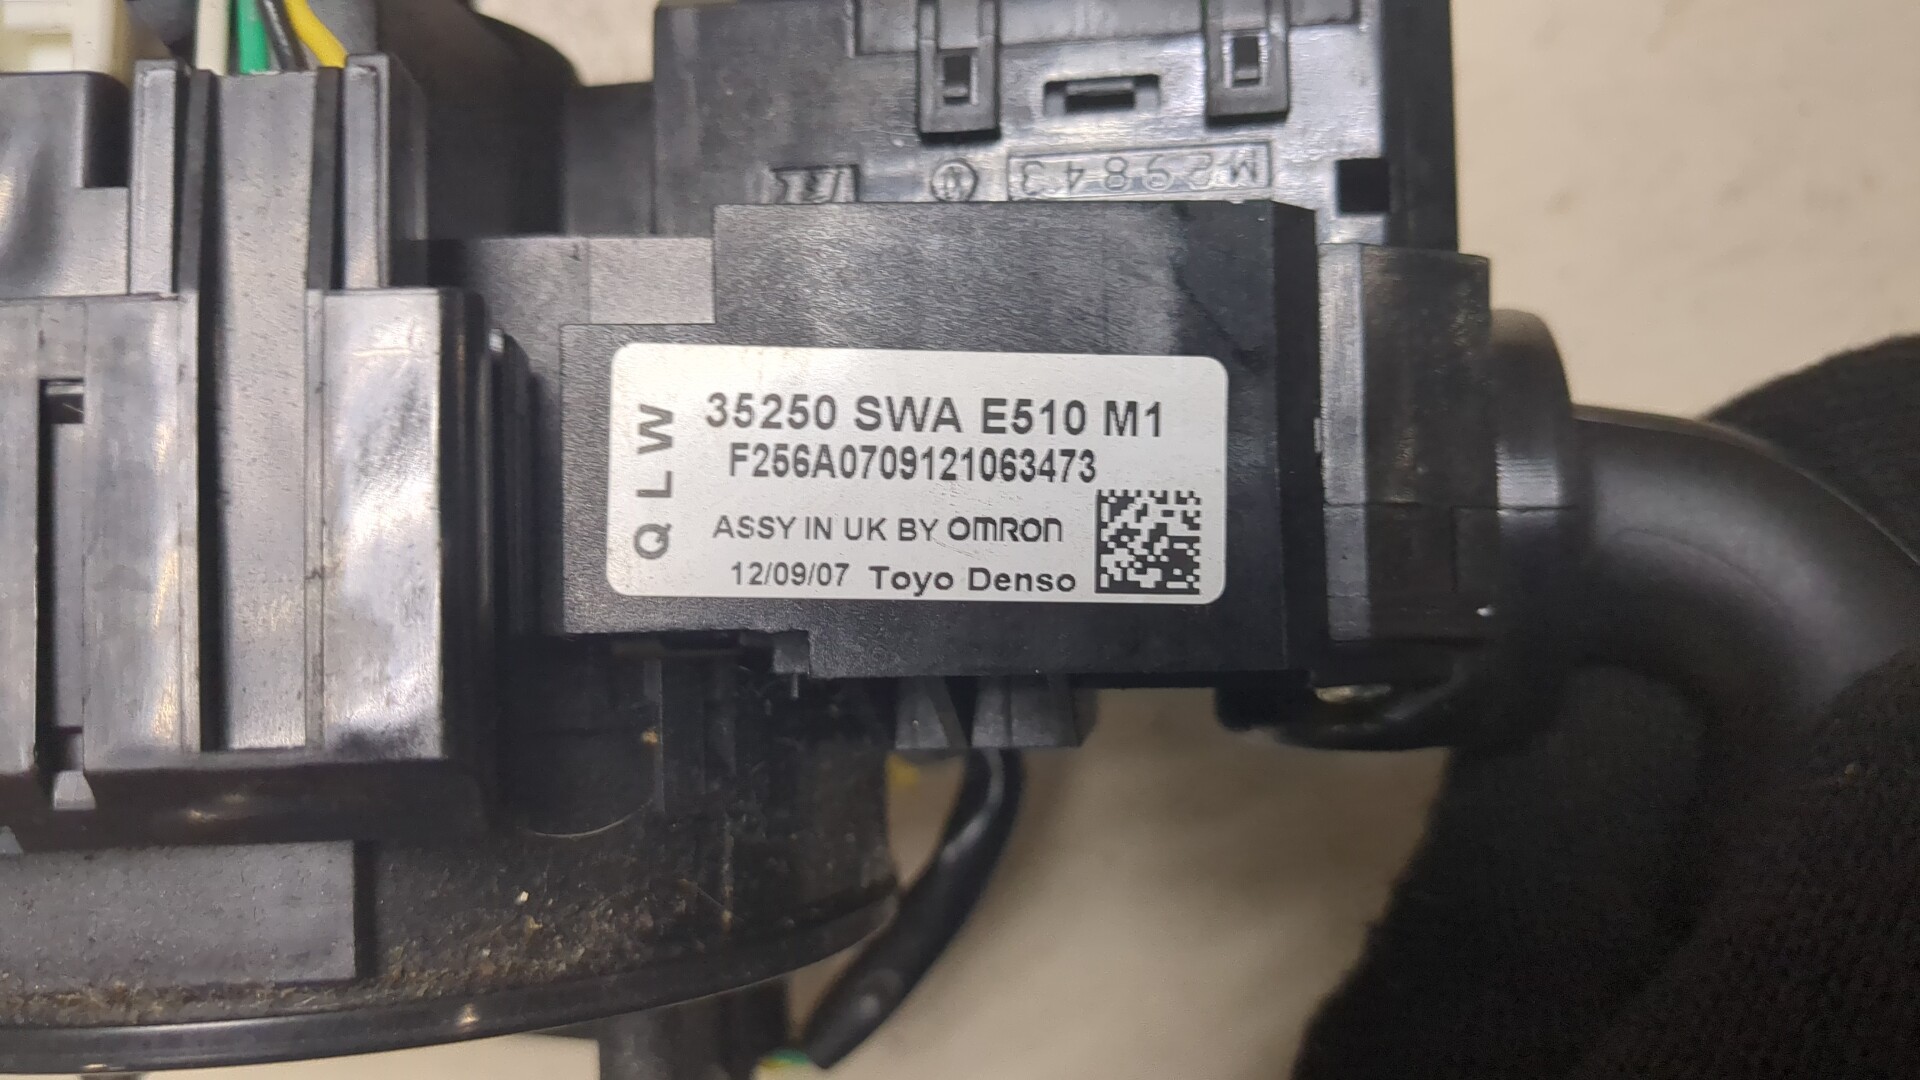 M29843
35250 SWA E510 M1
F256A0709121063473
ASSY IN UK BY OMRON
12/09/07 Toyo Denso
QLW